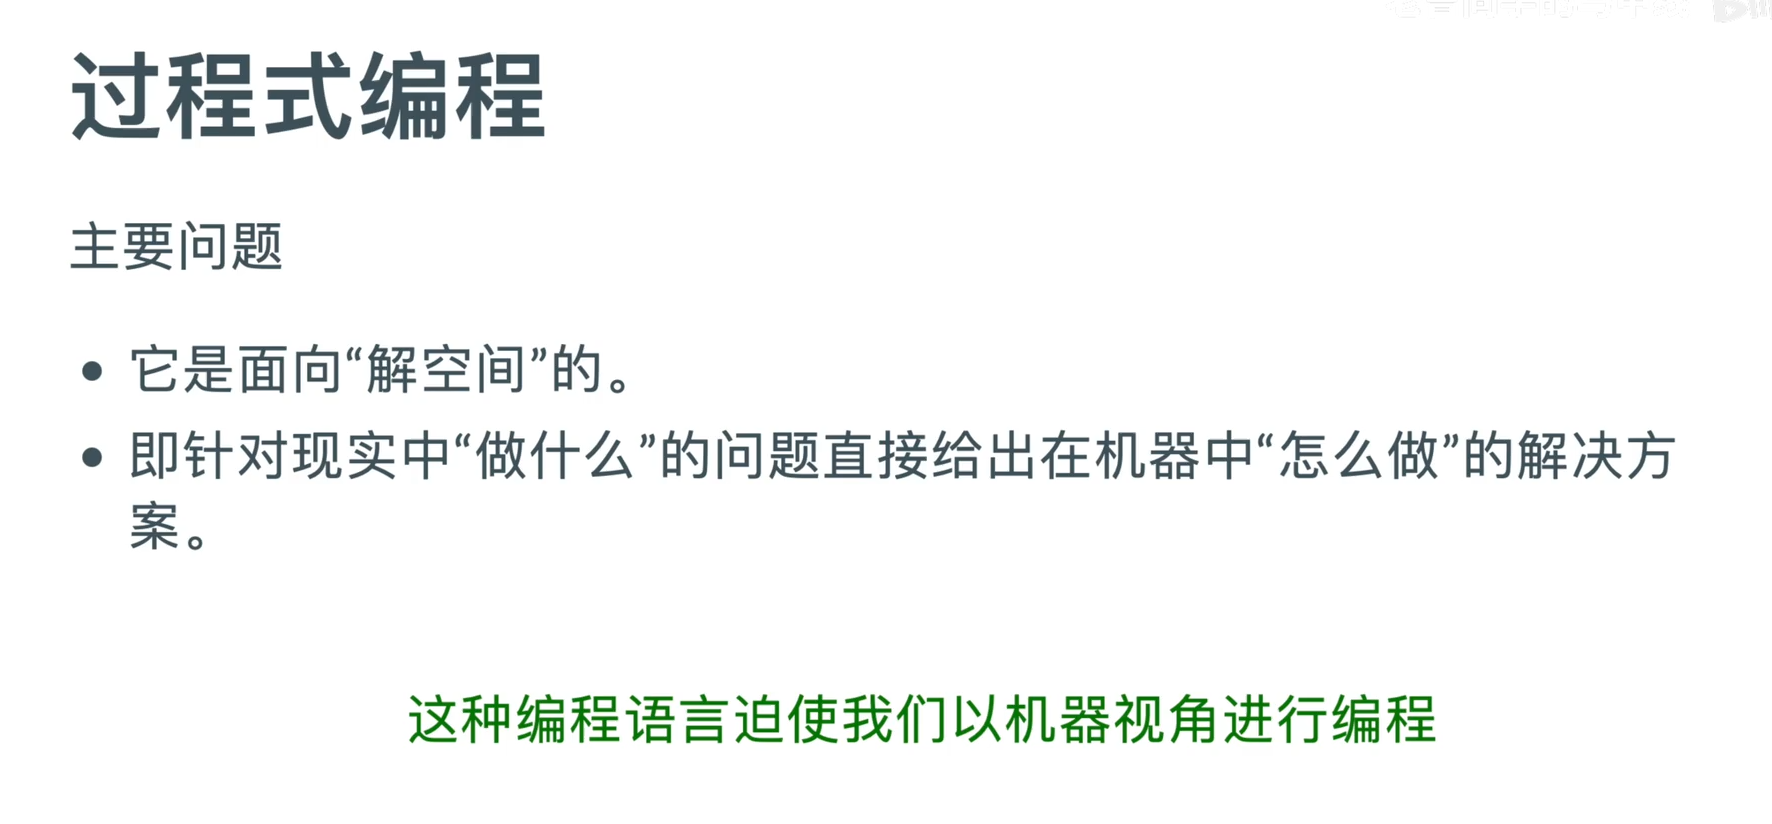 过程式编程
主要问题
它是面向“解空间”的。
即针对现实中“做什么”的问题直接给出在机器中“怎么做”的解决方
案。
这种编程语言迫使我们以机器视角进行编程